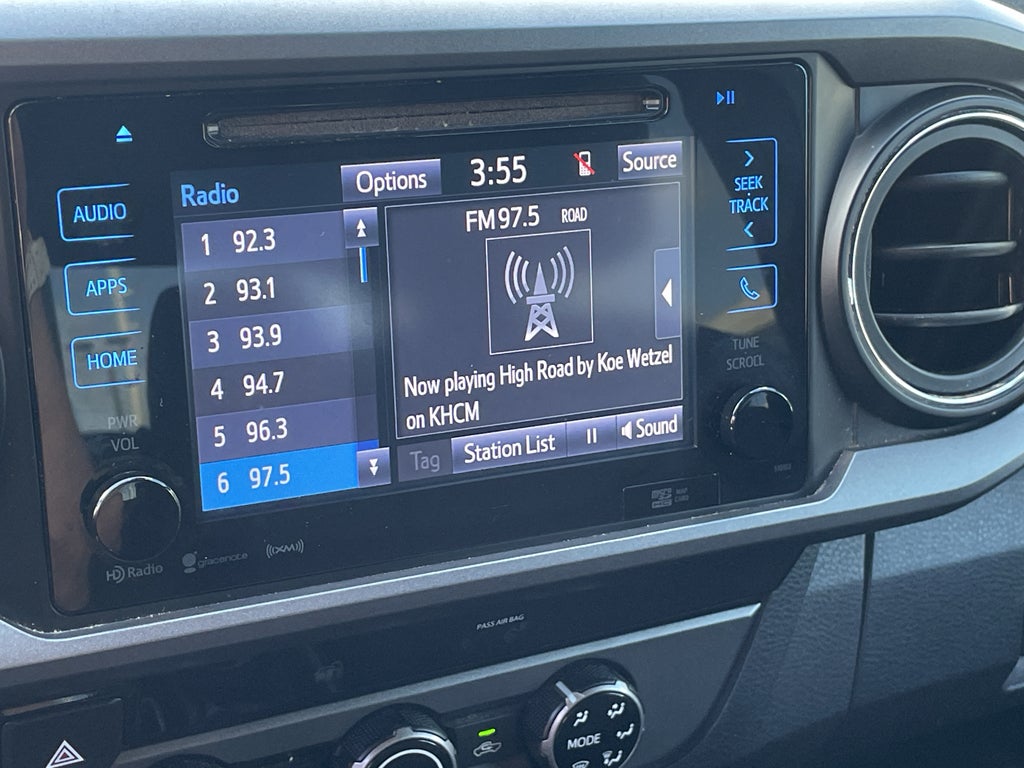 Radio
Options
3:55
Source
AUDIO
APPS
HOME
PWR
VOL
1 92.3
2 93.1
3 93.9
4 94.7
5 96.3
6 97.5
FM 97.5 ROAD
Now playing High Road by Koe Wetzel
on KHCM
Tag
Station List
Sound
SEEK
TRACK
TUNE
SCROLL
HD Radio
gracenote
((XM))
PASS AIR BAG
MODE